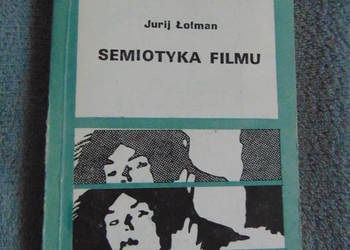 Jurij Łotman
SEMIOTYKA FILMU